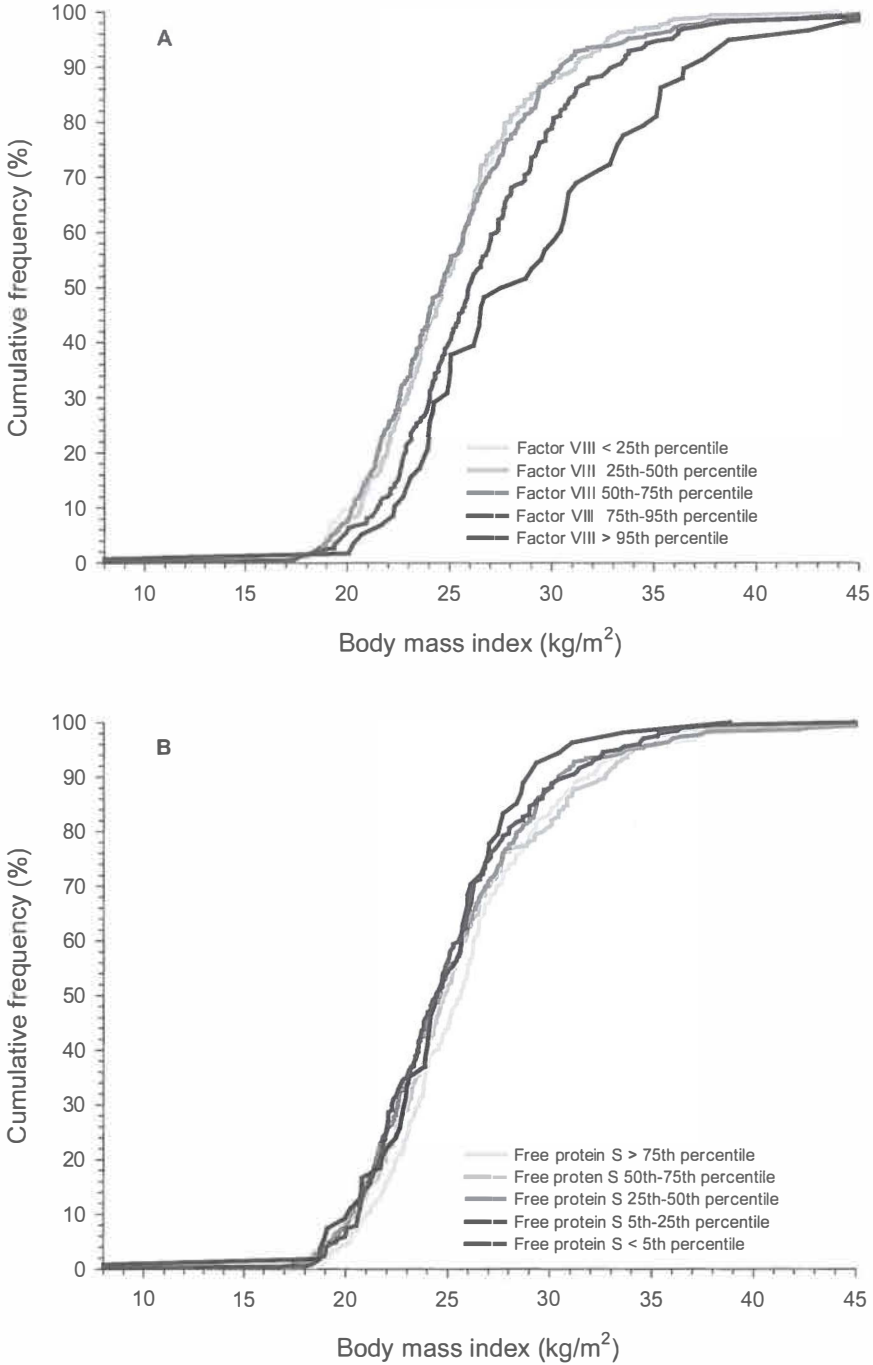 A
100
90
80
70
60
50
40
30
20
10
0
Cumulative frequency (%)
Factor VIII < 25th percentile
Factor VIII 25th-50th percentile
Factor VIII 50th-75th percentile
Factor VIII 75th-95th percentile
Factor VIII > 95th percentile
10 15 20 25 30 35 40 45
Body mass index (kg/m²)
B
100
90
80
70
60
50
40
30
20
10
0
Cumulative frequency (%)
Free protein S > 75th percentile
Free proten S 50th-75th percentile
Free protein S 25th-50th percentile
Free protein S 5th-25th percentile
Free protein S < 5th percentile
10 15 20 25 30 35 40 45
Body mass index (kg/m²)